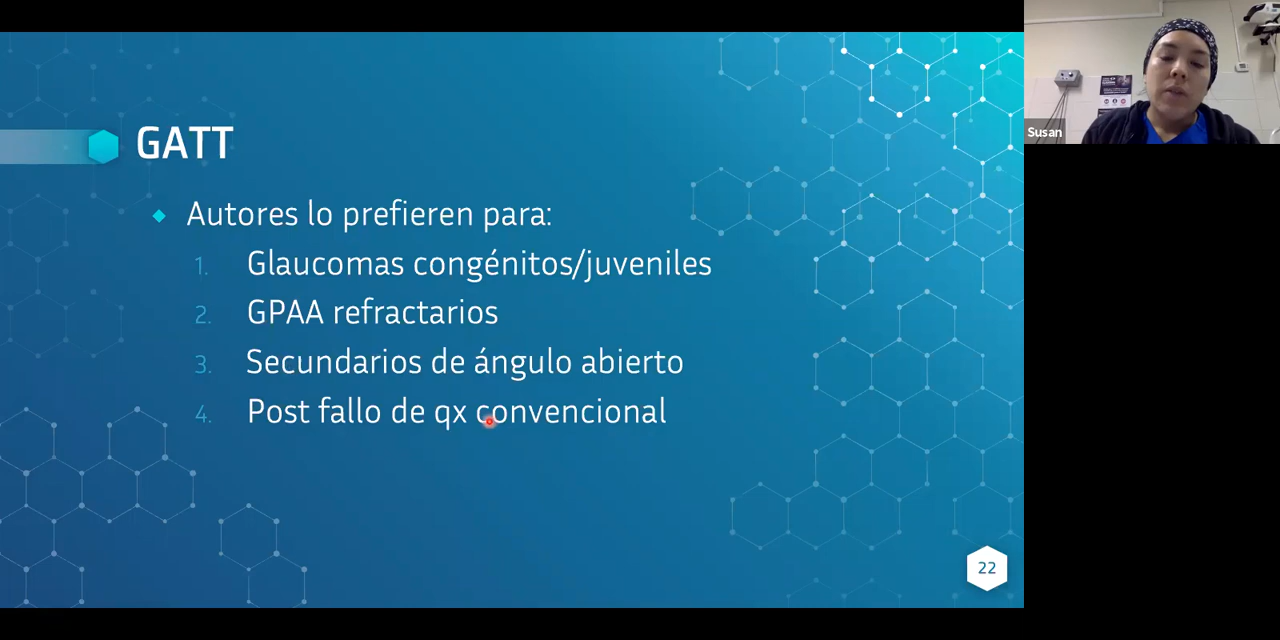 GATT
Autores lo prefieren para:
1. Glaucomas congénitos/juveniles
2. GPAA refractarios
3. Secundarios de ángulo abierto
4. Post fallo de qx convencional
22
Susan